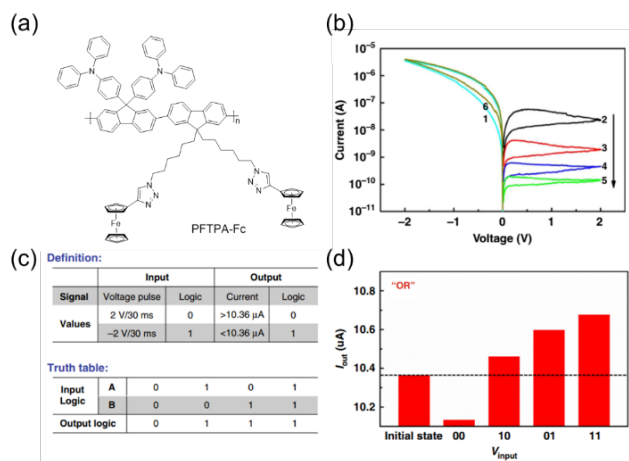 (a)
N
N
n
N
N=N
N
N=N
Fe
Fe
PFTPA-Fc
(b)
Current (A)
10⁻⁵
10⁻⁶
10⁻⁷
10⁻⁸
10⁻⁹
10⁻¹⁰
10⁻¹¹
6
1
2
3
4
5
−2 −1 0 1 2
Voltage (V)
(c)
Definition:
Input Output
Signal Voltage pulse Logic Current Logic
Values 2 V/30 ms 0 >10.36 µA 0
−2 V/30 ms 1 <10.36 µA 1
Truth table:
Input Logic A 0 1 0 1
B 0 0 1 1
Output logic 0 1 1 1
(d)
"OR"
Iout (uA)
10.8
10.6
10.4
10.2
Initial state 00 10 01 11
Vinput